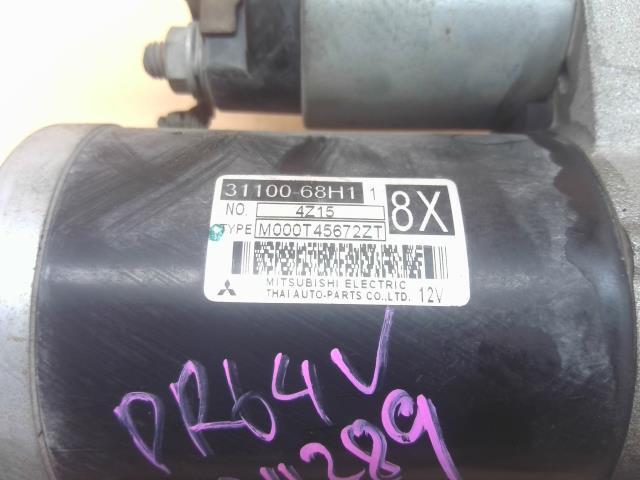 31100-68H1 1
8X
NO. 4Z15
TYPE M000T45672ZT
MITSUBISHI ELECTRIC
THAI AUTO-PARTS CO.,LTD. 12V
DR64V